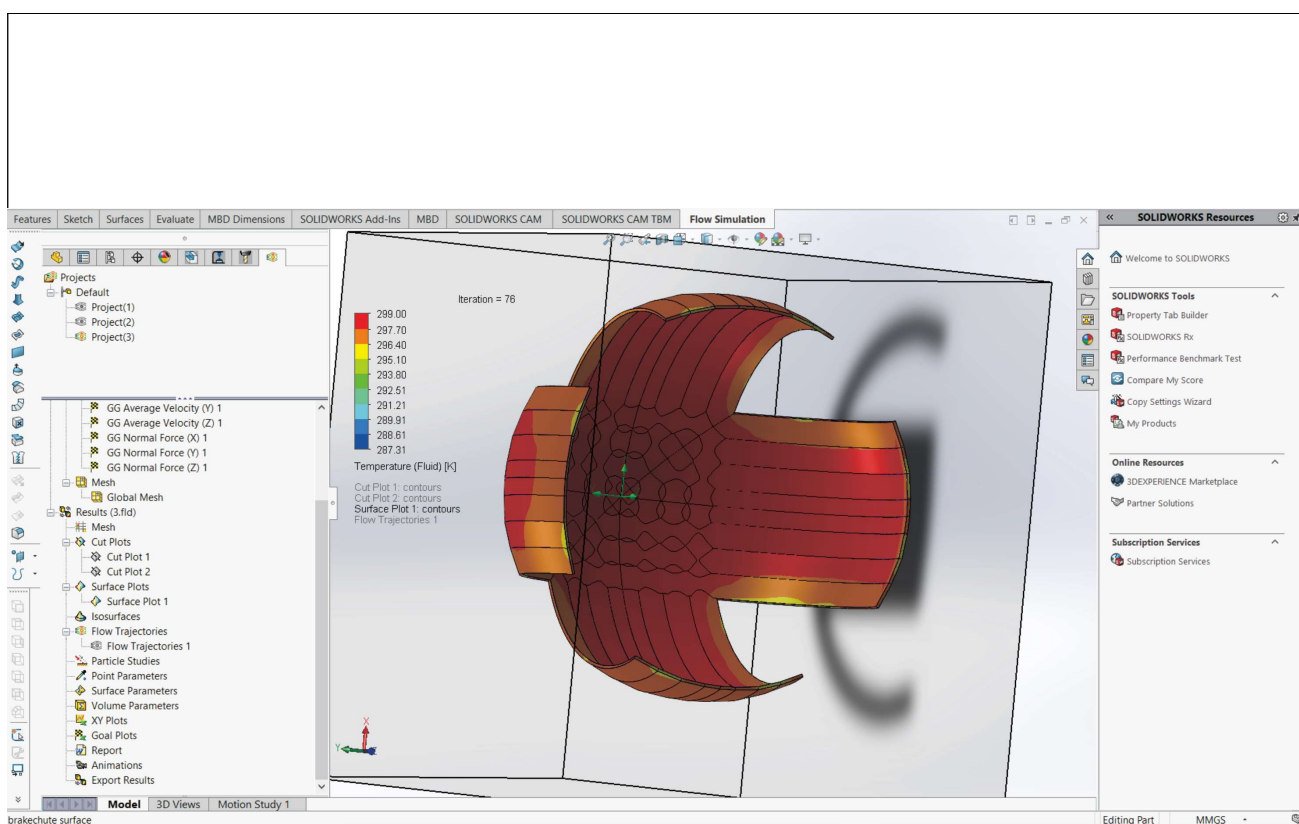 Features Sketch Surfaces Evaluate MBD Dimensions SOLIDWORKS Add-Ins MBD SOLIDWORKS CAM SOLIDWORKS CAM TBM Flow Simulation
SOLIDWORKS Resources
Projects
Default
Project(1)
Project(2)
Project(3)
GG Average Velocity (Y) 1
GG Average Velocity (Z) 1
GG Normal Force (X) 1
GG Normal Force (Y) 1
GG Normal Force (Z) 1
Mesh
Global Mesh
Results (3.fld)
Mesh
Cut Plots
Cut Plot 1
Cut Plot 2
Surface Plots
Surface Plot 1
Isosurfaces
Flow Trajectories
Flow Trajectories 1
Particle Studies
Point Parameters
Surface Parameters
Volume Parameters
XY Plots
Goal Plots
Report
Animations
Export Results
Iteration = 76
299.00
297.70
296.40
295.10
293.80
292.51
291.21
289.91
288.61
287.31
Temperature (Fluid) [K]
Cut Plot 1: contours
Cut Plot 2: contours
Surface Plot 1: contours
Flow Trajectories 1
X
Y
Welcome to SOLIDWORKS
SOLIDWORKS Tools
Property Tab Builder
SOLIDWORKS Rx
Performance Benchmark Test
Compare My Score
Copy Settings Wizard
My Products
Online Resources
3DEXPERIENCE Marketplace
Partner Solutions
Subscription Services
Subscription Services
Model 3D Views Motion Study 1
brakechute surface
Editing Part MMGS